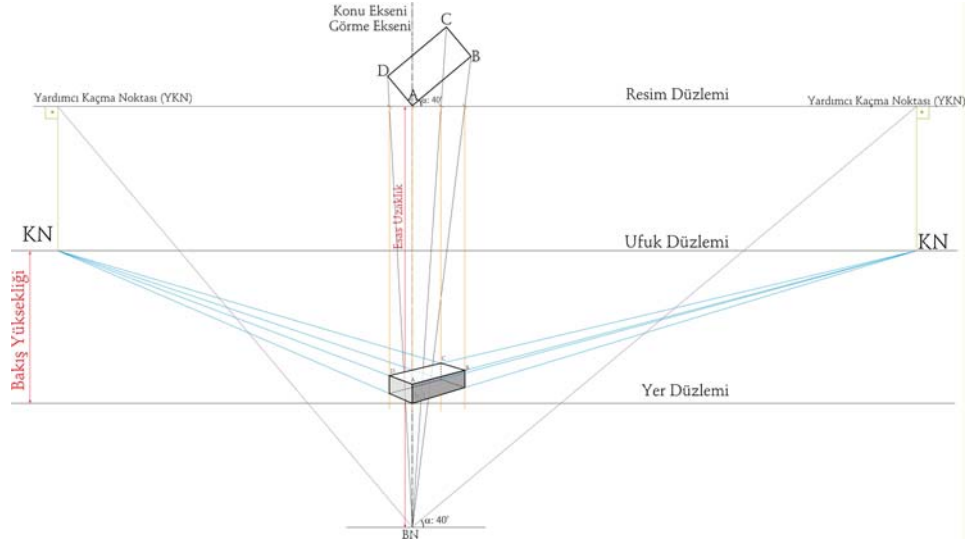 Konu Ekseni
Görme Ekseni
C
B
D
A
α: 40°
Yardımcı Kaçma Noktası (YKN)
Resim Düzlemi
Yardımcı Kaçma Noktası (YKN)
Esas Uzaklık
KN
Ufuk Düzlemi
KN
Bakış Yüksekliği
C
D
A
Yer Düzlemi
α: 40°
BN